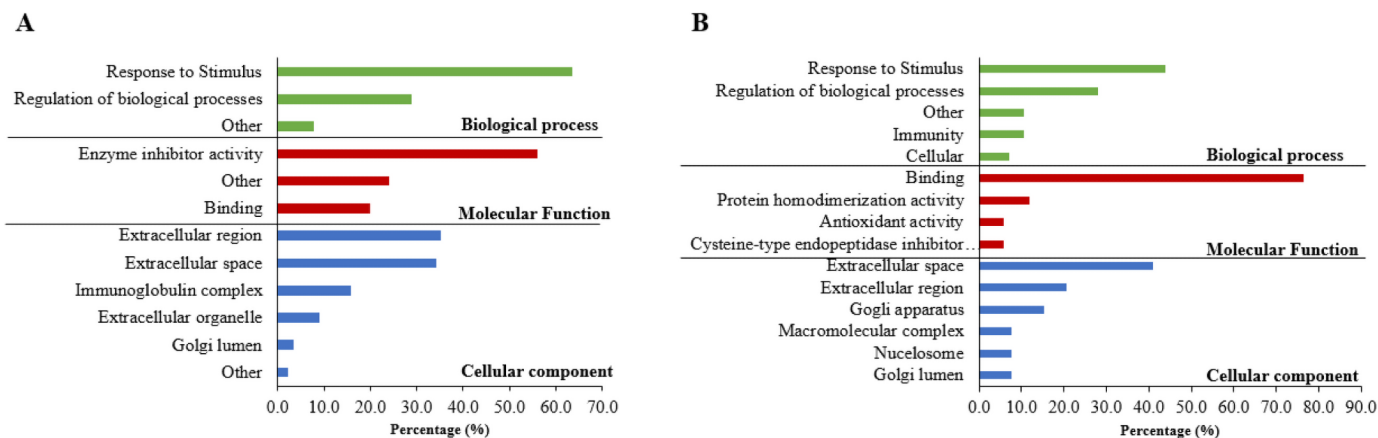 A
Response to Stimulus
Regulation of biological processes
Other
Biological process
Enzyme inhibitor activity
Other
Binding
Molecular Function
Extracellular region
Extracellular space
Immunoglobulin complex
Extracellular organelle
Golgi lumen
Other
Cellular component
0.0 10.0 20.0 30.0 40.0 50.0 60.0 70.0
Percentage (%)
B
Response to Stimulus
Regulation of biological processes
Other
Immunity
Cellular
Biological process
Binding
Protein homodimerization activity
Antioxidant activity
Cysteine-type endopeptidase inhibitor…
Molecular Function
Extracellular space
Extracellular region
Gogli apparatus
Macromolecular complex
Nucelosome
Golgi lumen
Cellular component
0.0 10.0 20.0 30.0 40.0 50.0 60.0 70.0 80.0 90.0
Percentage (%)